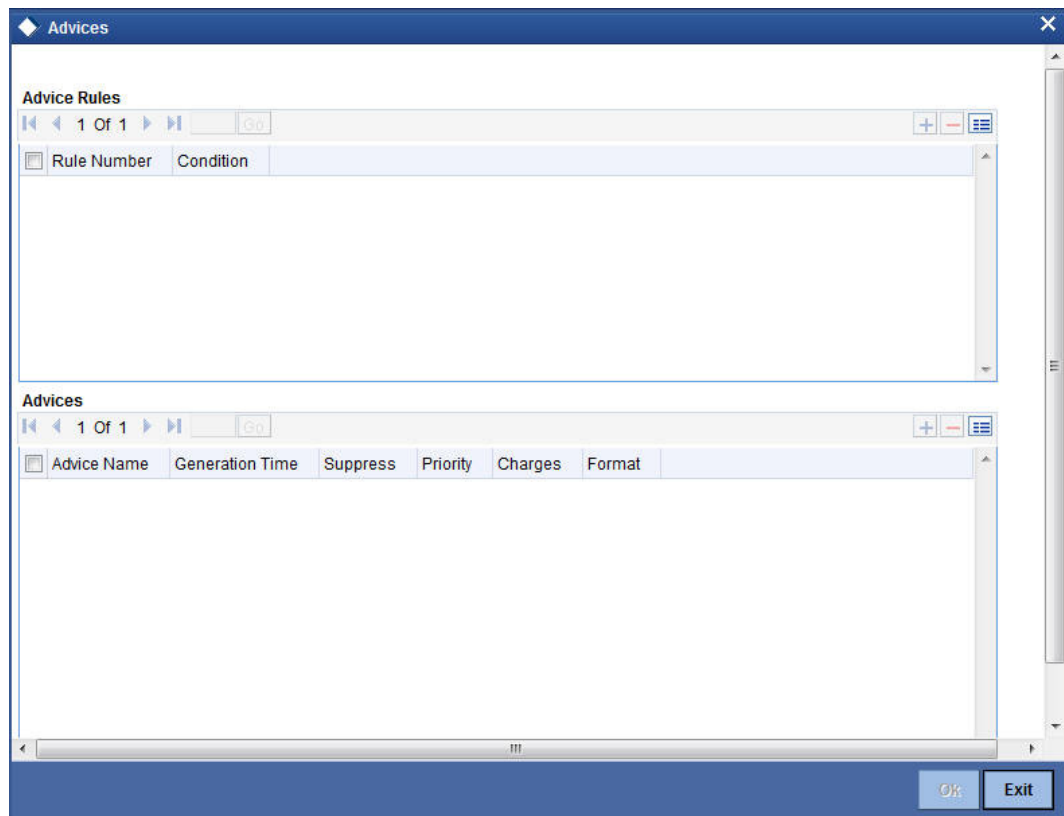 Advices
Advice Rules
1 Of 1 Go
Rule Number Condition
Advices
1 Of 1 Go
Advice Name Generation Time Suppress Priority Charges Format
Ok Exit